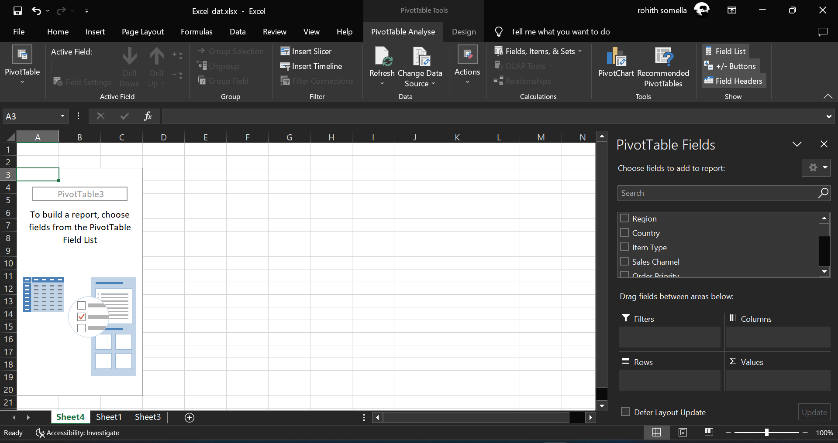 Excel dat.xlsx - Excel
PivotTable Tools
rohith somella
File Home Insert Page Layout Formulas Data Review View Help PivotTable Analyse Design Tell me what you want to do
PivotTable
Active Field:
Field Settings
Drill Down
Drill Up
Active Field
Group Selection
Ungroup
Group Field
Group
Insert Slicer
Insert Timeline
Filter Connections
Filter
Refresh
Change Data Source
Data
Actions
Fields, Items, & Sets
OLAP Tools
Relationships
Calculations
PivotChart
Recommended PivotTables
Tools
Field List
+/- Buttons
Field Headers
Show
A3
fx
A B C D E F G H I J K L M N
1
2
3
4
5
6
7
8
9
10
11
12
13
14
15
16
17
18
19
20
21
PivotTable3
To build a report, choose
fields from the PivotTable
Field List
PivotTable Fields
Choose fields to add to report:
Search
Region
Country
Item Type
Sales Channel
Order Priority
Drag fields between areas below:
Filters
Columns
Rows
Σ Values
Defer Layout Update
Update
Sheet4 Sheet1 Sheet3
Ready
Accessibility: Investigate
100%